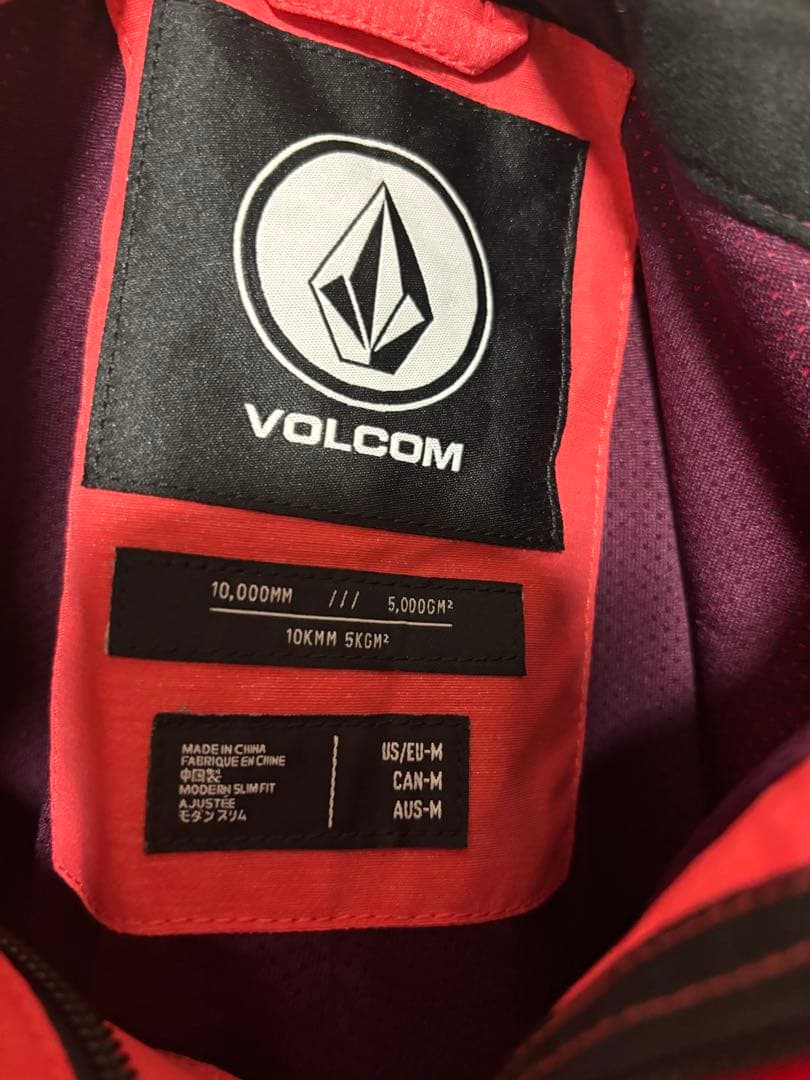 VOLCOM
10,000MM /// 5,000GM²
10KMM 5KGM²
MADE IN CHINA
FABRIQUE EN CHINE
中国製
MODERN SLIM FIT
AJUSTÉE
モダンスリム
US/EU-M
CAN-M
AUS-M